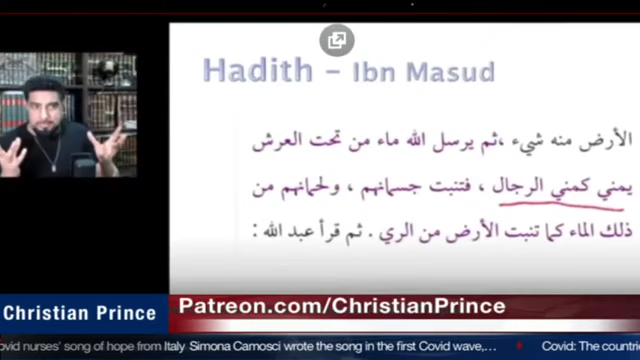 Hadith – Ibn Masud
الأرض منه شيء ، ثم يرسل الله ماء من تحت العرش
يمني كمني الرجال ، فتنبت جسمانهم ، ولحمانهم من
ذلك الماء كما تنبت الأرض من الري . ثم قرأ عبد الله :
Christian Prince
Patreon.com/ChristianPrince
ovid nurses' song of hope from Italy Simona Camosci wrote the song in the first Covid wave,...
Covid: The countri